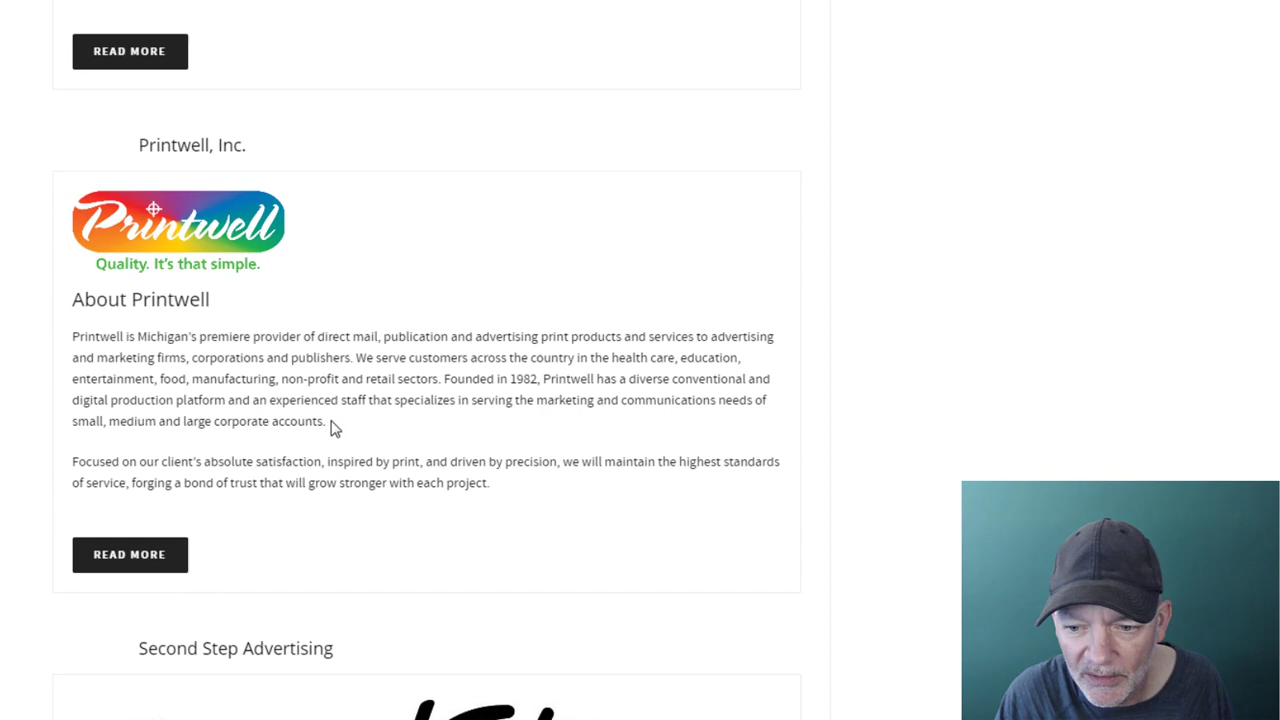 READ MORE
Printwell, Inc.
Printwell
Quality. It's that simple.
About Printwell
Printwell is Michigan's premiere provider of direct mail, publication and advertising print products and services to advertising
and marketing firms, corporations and publishers. We serve customers across the country in the health care, education,
entertainment, food, manufacturing, non-profit and retail sectors. Founded in 1982, Printwell has a diverse conventional and
digital production platform and an experienced staff that specializes in serving the marketing and communications needs of
small, medium and large corporate accounts.
Focused on our client's absolute satisfaction, inspired by print, and driven by precision, we will maintain the highest standards
of service, forging a bond of trust that will grow stronger with each project.
READ MORE
Second Step Advertising